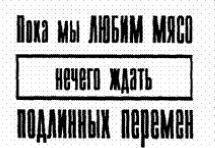 Пока мы ЛЮБИМ МЯСО
нечего ждать
подлинных перемен